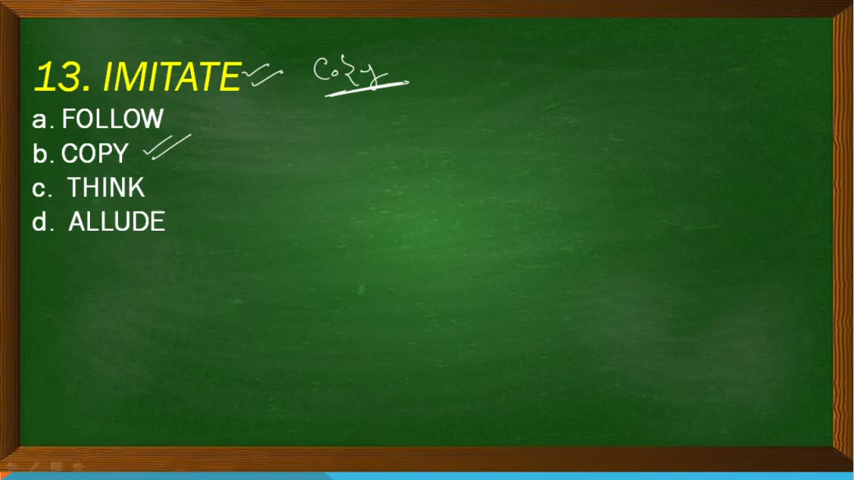 13. IMITATE Copy
a. FOLLOW
b. COPY
c. THINK
d. ALLUDE